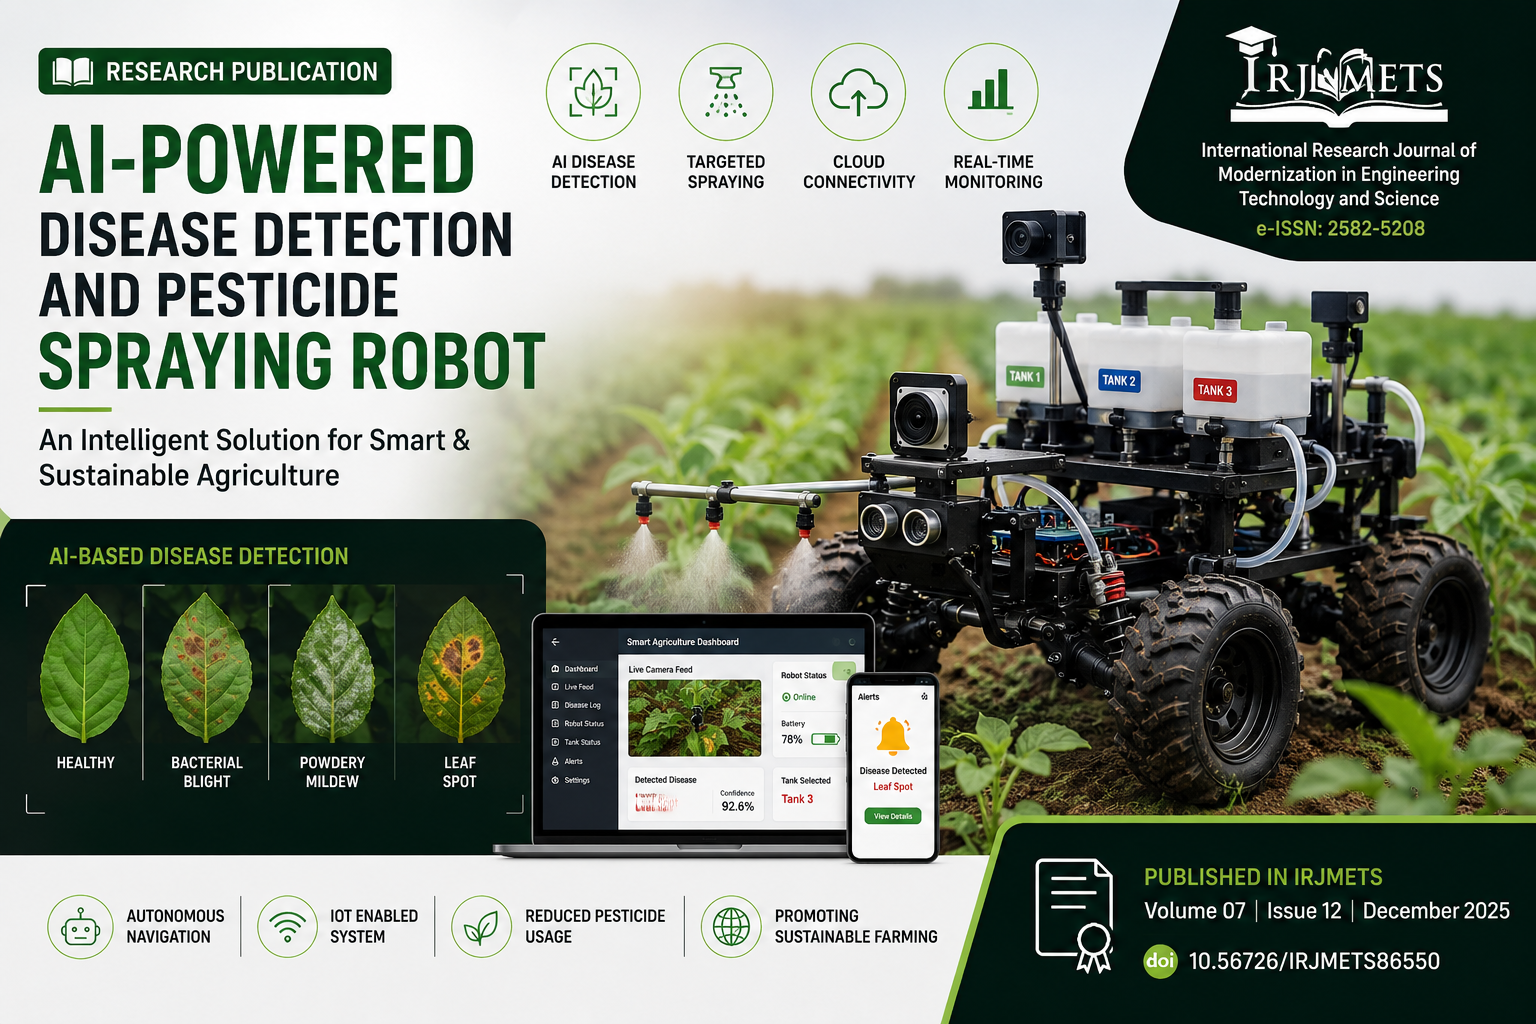 RESEARCH PUBLICATION
AI-POWERED
DISEASE DETECTION
AND PESTICIDE
SPRAYING ROBOT
An Intelligent Solution for Smart &
Sustainable Agriculture
AI DISEASE
DETECTION
TARGETED
SPRAYING
CLOUD
CONNECTIVITY
REAL-TIME
MONITORING
IRJMETS
International Research Journal of
Modernization in Engineering
Technology and Science
e-ISSN: 2582-5208
TANK 1
TANK 2
TANK 3
AI-BASED DISEASE DETECTION
HEALTHY
BACTERIAL
BLIGHT
POWDERY
MILDEW
LEAF
SPOT
Smart Agriculture Dashboard
Dashboard
Live Feed
Disease Log
Robot Status
Tank Status
Alerts
Settings
Live Camera Feed
Robot Status
Online
Battery
78%
Detected Disease
Confidence
92.6%
Tank Selected
Tank 3
Alerts
Disease Detected
Leaf Spot
View Details
AUTONOMOUS
NAVIGATION
IOT ENABLED
SYSTEM
REDUCED PESTICIDE
USAGE
PROMOTING
SUSTAINABLE FARMING
PUBLISHED IN IRJMETS
Volume 07 | Issue 12 | December 2025
doi 10.56726/IRJMETS86550